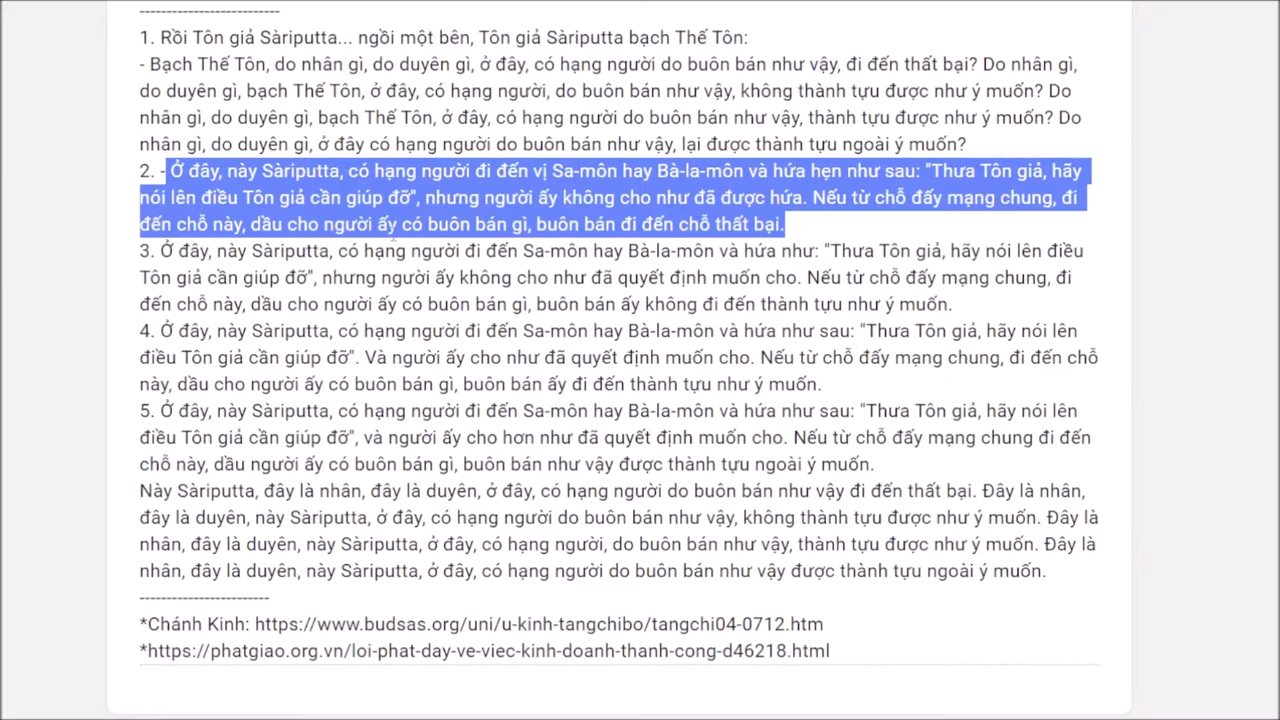 -------------------------
1. Rồi Tôn giả Sàriputta... ngồi một bên, Tôn giả Sàriputta bạch Thế Tôn:
- Bạch Thế Tôn, do nhân gì, do duyên gì, ở đây, có hạng người do buôn bán như vậy, đi đến thất bại? Do nhân gì,
do duyên gì, bạch Thế Tôn, ở đây, có hạng người, do buôn bán như vậy, không thành tựu được như ý muốn? Do
nhân gì, do duyên gì, bạch Thế Tôn, ở đây, có hạng người do buôn bán như vậy, thành tựu được như ý muốn? Do
nhân gì, do duyên gì, ở đây có hạng người do buôn bán như vậy, lại được thành tựu ngoài ý muốn?
2. - Ở đây, này Sàriputta, có hạng người đi đến vị Sa-môn hay Bà-la-môn và hứa hẹn như sau: "Thưa Tôn giả, hãy
nói lên điều Tôn giả cần giúp đỡ", nhưng người ấy không cho như đã được hứa. Nếu từ chỗ đấy mạng chung, đi
đến chỗ này, dầu cho người ấy có buôn bán gì, buôn bán đi đến chỗ thất bại.
3. Ở đây, này Sàriputta, có hạng người đi đến Sa-môn hay Bà-la-môn và hứa như: "Thưa Tôn giả, hãy nói lên điều
Tôn giả cần giúp đỡ", nhưng người ấy không cho như đã quyết định muốn cho. Nếu từ chỗ đấy mạng chung, đi
đến chỗ này, dầu cho người ấy có buôn bán gì, buôn bán ấy không đi đến thành tựu như ý muốn.
4. Ở đây, này Sàriputta, có hạng người đi đến Sa-môn hay Bà-la-môn và hứa như sau: "Thưa Tôn giả, hãy nói lên
điều Tôn giả cần giúp đỡ". Và người ấy cho như đã quyết định muốn cho. Nếu từ chỗ đấy mạng chung, đi đến chỗ
này, dầu cho người ấy có buôn bán gì, buôn bán ấy đi đến thành tựu như ý muốn.
5. Ở đây, này Sàriputta, có hạng người đi đến Sa-môn hay Bà-la-môn và hứa như sau: "Thưa Tôn giả, hãy nói lên
điều Tôn giả cần giúp đỡ", và người ấy cho hơn như đã quyết định muốn cho. Nếu từ chỗ đấy mạng chung đi đến
chỗ này, dầu người ấy có buôn bán gì, buôn bán như vậy được thành tựu ngoài ý muốn.
Này Sàriputta, đây là nhân, đây là duyên, ở đây, có hạng người do buôn bán như vậy đi đến thất bại. Đây là nhân,
đây là duyên, này Sàriputta, ở đây, có hạng người do buôn bán như vậy, không thành tựu được như ý muốn. Đây là
nhân, đây là duyên, này Sàriputta, ở đây, có hạng người, do buôn bán như vậy, thành tựu được như ý muốn. Đây là
nhân, đây là duyên, này Sàriputta, ở đây, có hạng người do buôn bán như vậy được thành tựu ngoài ý muốn.
-----------------------
*Chánh Kinh: https://www.budsas.org/uni/u-kinh-tangchibo/tangchi04-0712.htm
*https://phatgiao.org.vn/loi-phat-day-ve-viec-kinh-doanh-thanh-cong-d46218.html